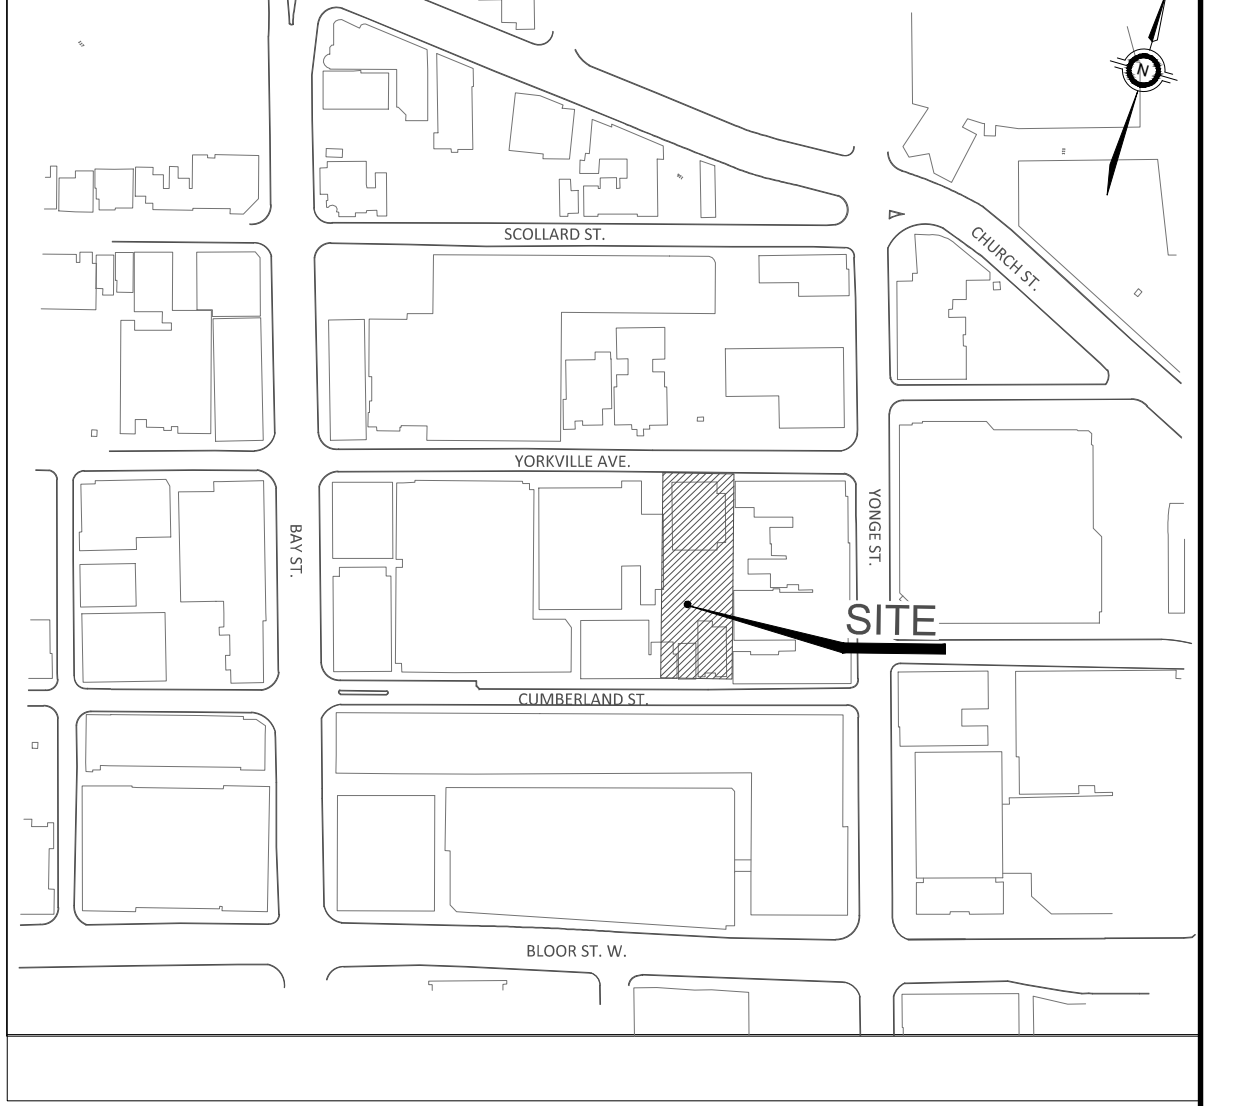 N
SCOLLARD ST.
CHURCH ST.
YORKVILLE AVE.
BAY ST.
YONGE ST.
SITE
CUMBERLAND ST.
BLOOR ST. W.